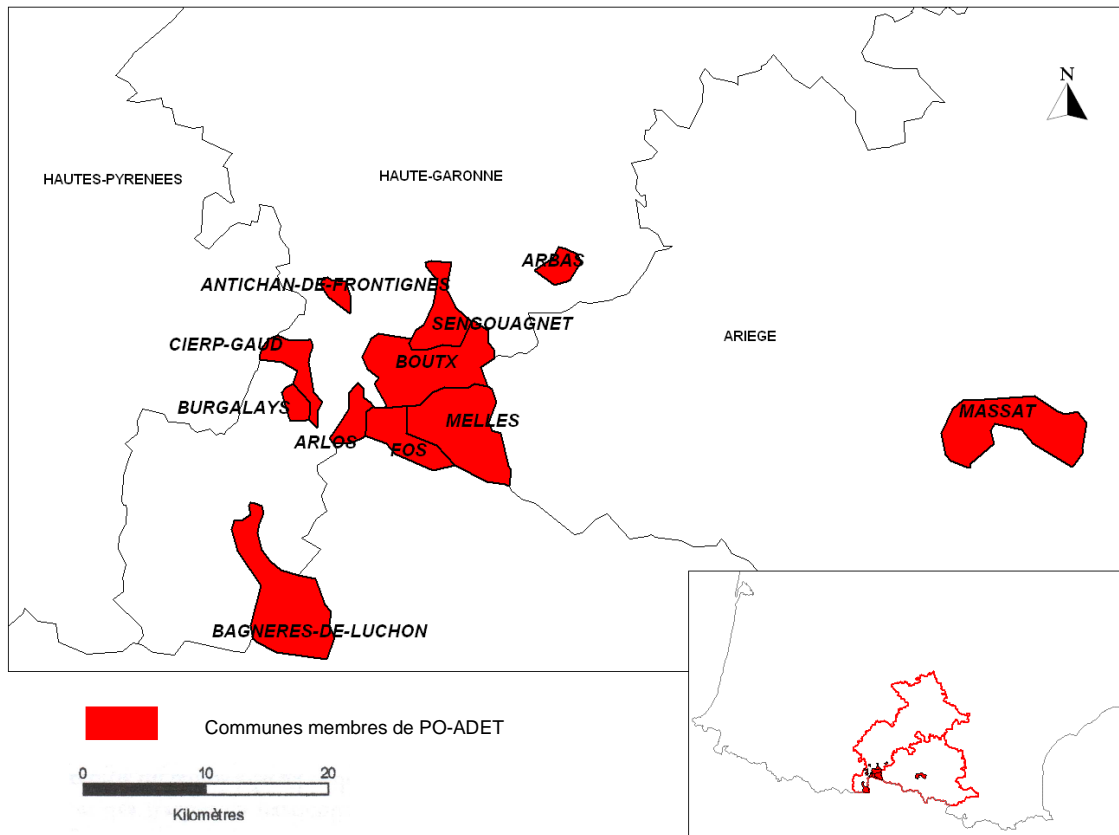 N
HAUTES-PYRENEES
HAUTE-GARONNE
ARBAS
ANTICHAN-DE-FRONTIGNES
SENGOUAGNET
ARIEGE
CIERP-GAUD
BOUTX
BURGALAYS
MASSAT
MELLES
ARLOS
FOS
BAGNERES-DE-LUCHON
Communes membres de PO-ADET
0 10 20
Kilomètres